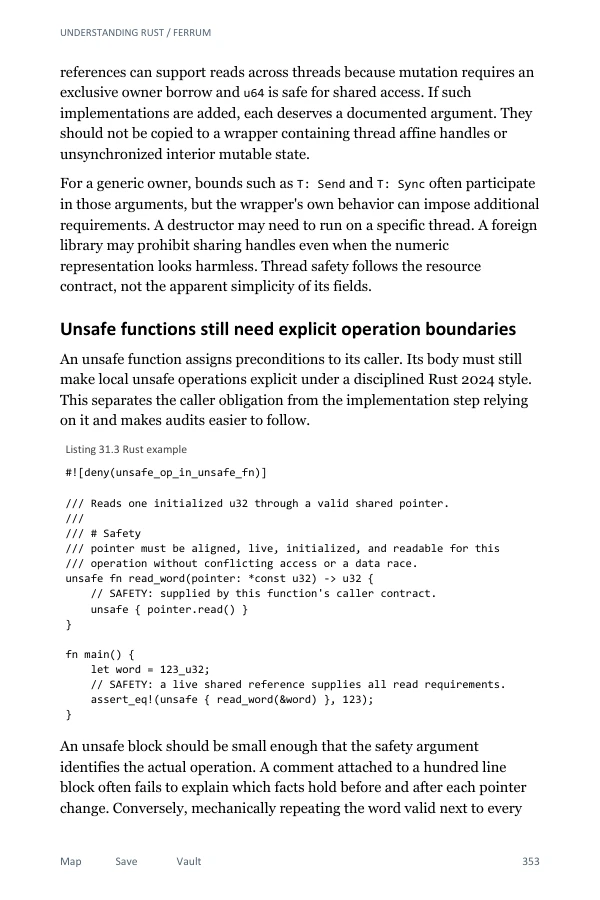 UNDERSTANDING RUST / FERRUM
references can support reads across threads because mutation requires an
exclusive owner borrow and u64 is safe for shared access. If such
implementations are added, each deserves a documented argument. They
should not be copied to a wrapper containing thread affine handles or
unsynchronized interior mutable state.
For a generic owner, bounds such as T: Send and T: Sync often participate
in those arguments, but the wrapper's own behavior can impose additional
requirements. A destructor may need to run on a specific thread. A foreign
library may prohibit sharing handles even when the numeric
representation looks harmless. Thread safety follows the resource
contract, not the apparent simplicity of its fields.
Unsafe functions still need explicit operation boundaries
An unsafe function assigns preconditions to its caller. Its body must still
make local unsafe operations explicit under a disciplined Rust 2024 style.
This separates the caller obligation from the implementation step relying
on it and makes audits easier to follow.
Listing 31.3 Rust example
#![deny(unsafe_op_in_unsafe_fn)]
/// Reads one initialized u32 through a valid shared pointer.
///
/// # Safety
/// pointer must be aligned, live, initialized, and readable for this
/// operation without conflicting access or a data race.
unsafe fn read_word(pointer: *const u32) -> u32 {
    // SAFETY: supplied by this function's caller contract.
    unsafe { pointer.read() }
}
fn main() {
    let word = 123_u32;
    // SAFETY: a live shared reference supplies all read requirements.
    assert_eq!(unsafe { read_word(&word) }, 123);
}
An unsafe block should be small enough that the safety argument
identifies the actual operation. A comment attached to a hundred line
block often fails to explain which facts hold before and after each pointer
change. Conversely, mechanically repeating the word valid next to every
Map Save Vault 353